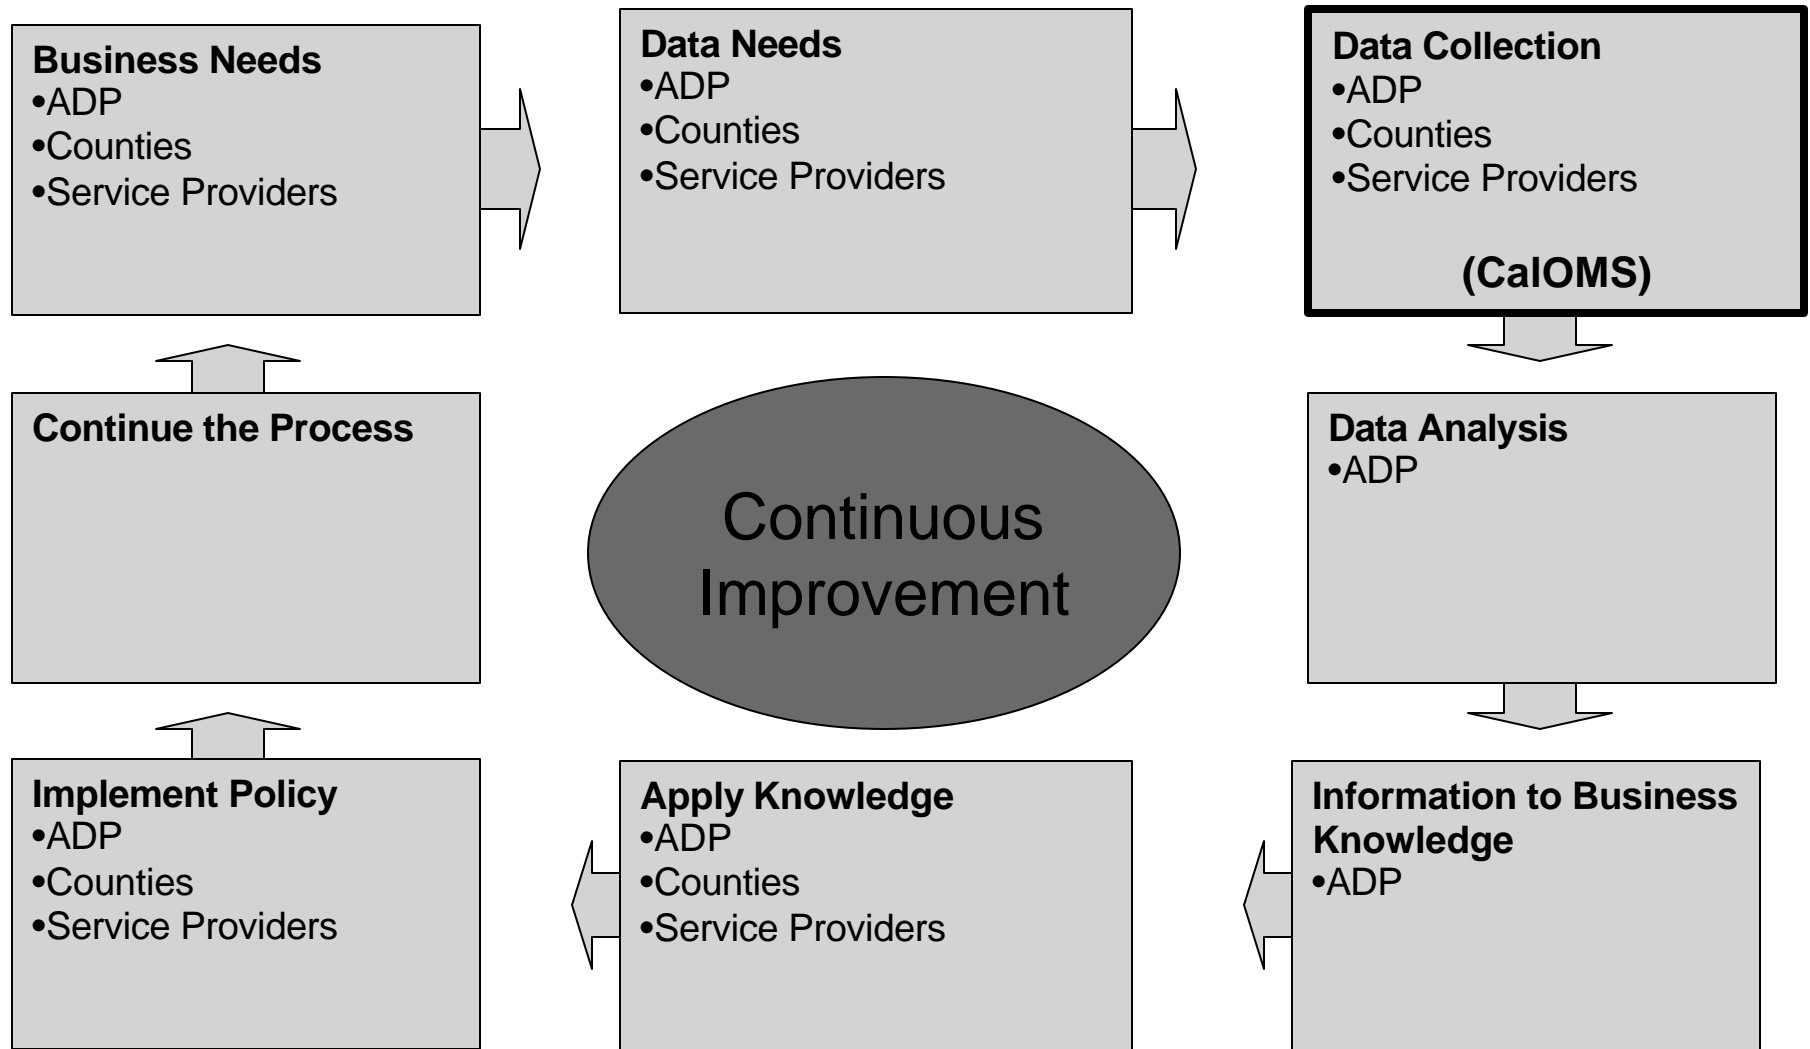 Business Needs
•ADP
•Counties
•Service Providers
Data Needs
•ADP
•Counties
•Service Providers
Data Collection
•ADP
•Counties
•Service Providers
(CalOMS)
Continue the Process
Continuous
Improvement
Data Analysis
•ADP
Implement Policy
•ADP
•Counties
•Service Providers
Apply Knowledge
•ADP
•Counties
•Service Providers
Information to Business
Knowledge
•ADP